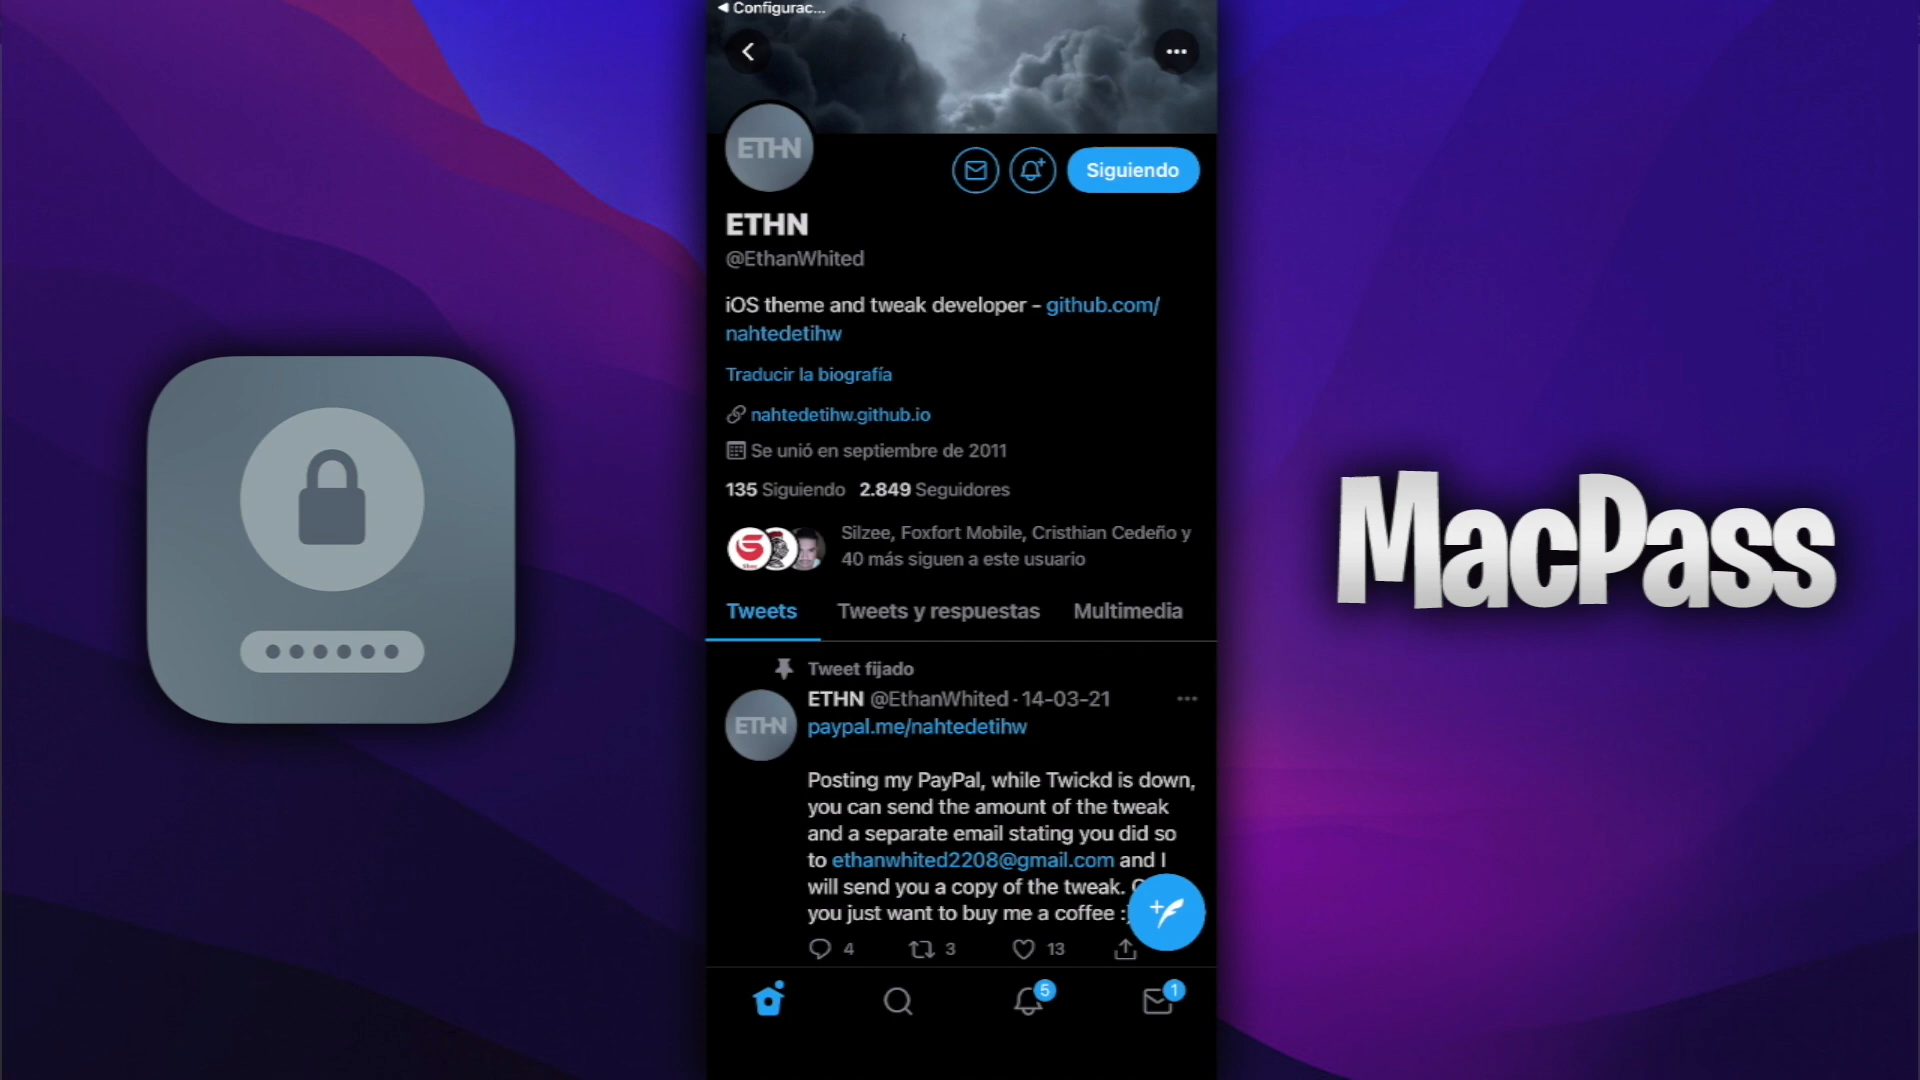 ◀ Configurac...
ETHN
Siguiendo
ETHN
@EthanWhited
iOS theme and tweak developer - github.com/
nahtedetihw
Traducir la biografía
nahtedetihw.github.io
Se unió en septiembre de 2011
135 Siguiendo 2.849 Seguidores
Silzee, Foxfort Mobile, Cristhian Cedeño y
40 más siguen a este usuario
Tweets Tweets y respuestas Multimedia
Tweet fijado
ETHN @EthanWhited · 14-03-21
ETHN
paypal.me/nahtedetihw
Posting my PayPal, while Twickd is down,
you can send the amount of the tweak
and a separate email stating you did so
to ethanwhited2208@gmail.com and I
will send you a copy of the tweak.
you just want to buy me a coffee :)
4 3 13
5 1
MacPass